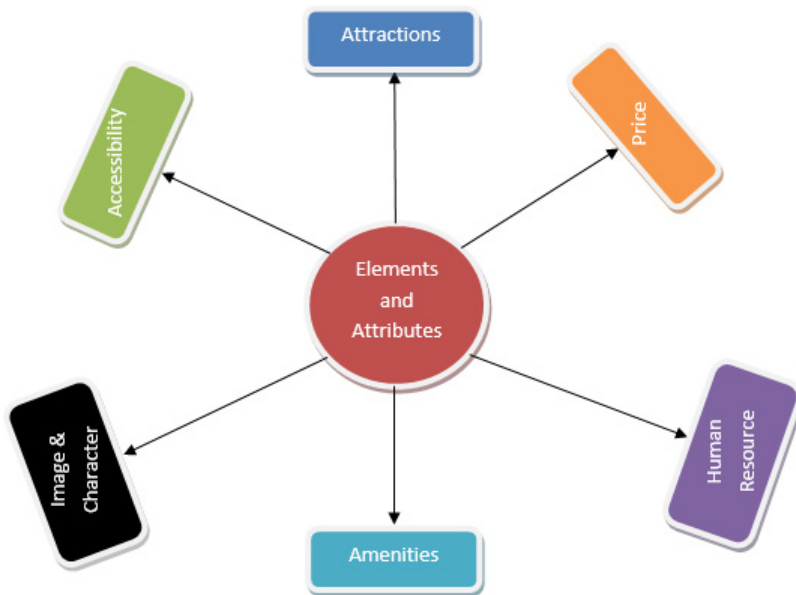 Attractions
Accessibility
Price
Elements
and
Attributes
Image &
Character
Human
Resource
Amenities